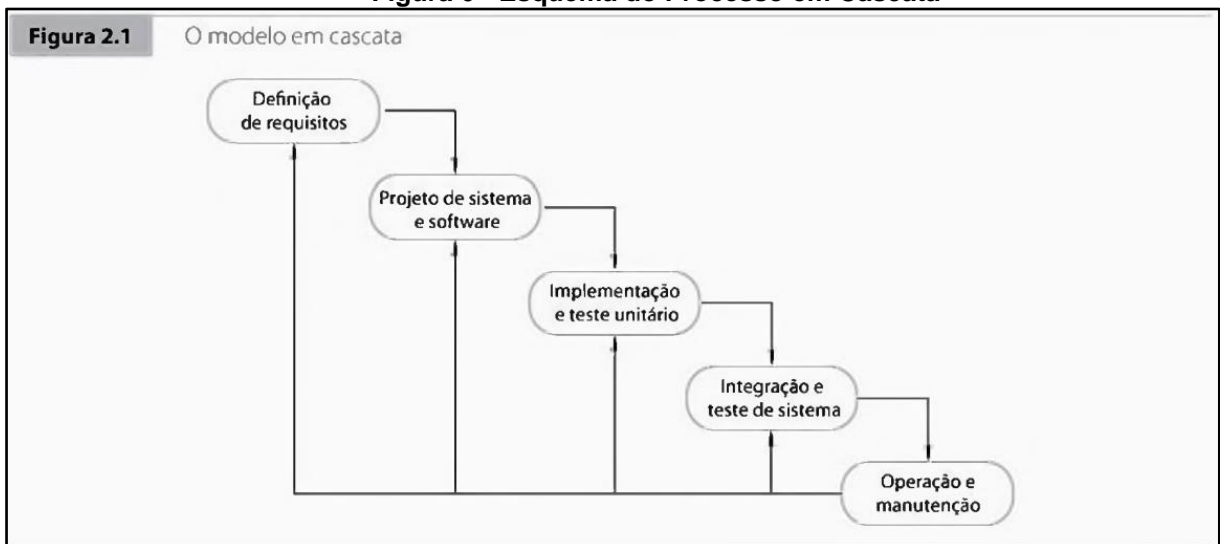 Figura 2.1 O modelo em cascata
Definição
de requisitos
Projeto de sistema
e software
Implementação
e teste unitário
Integração e
teste de sistema
Operação e
manutenção